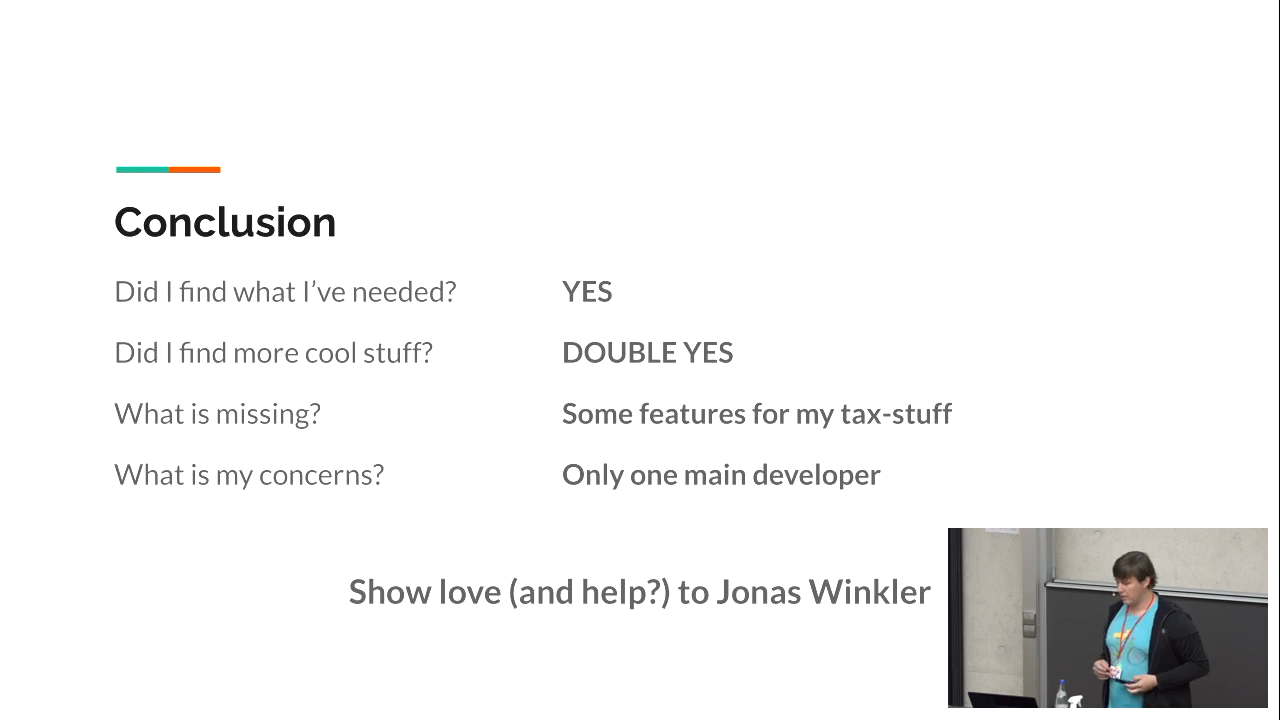 Conclusion
Did I find what I've needed? YES
Did I find more cool stuff? DOUBLE YES
What is missing? Some features for my tax-stuff
What is my concerns? Only one main developer
Show love (and help?) to Jonas Winkler